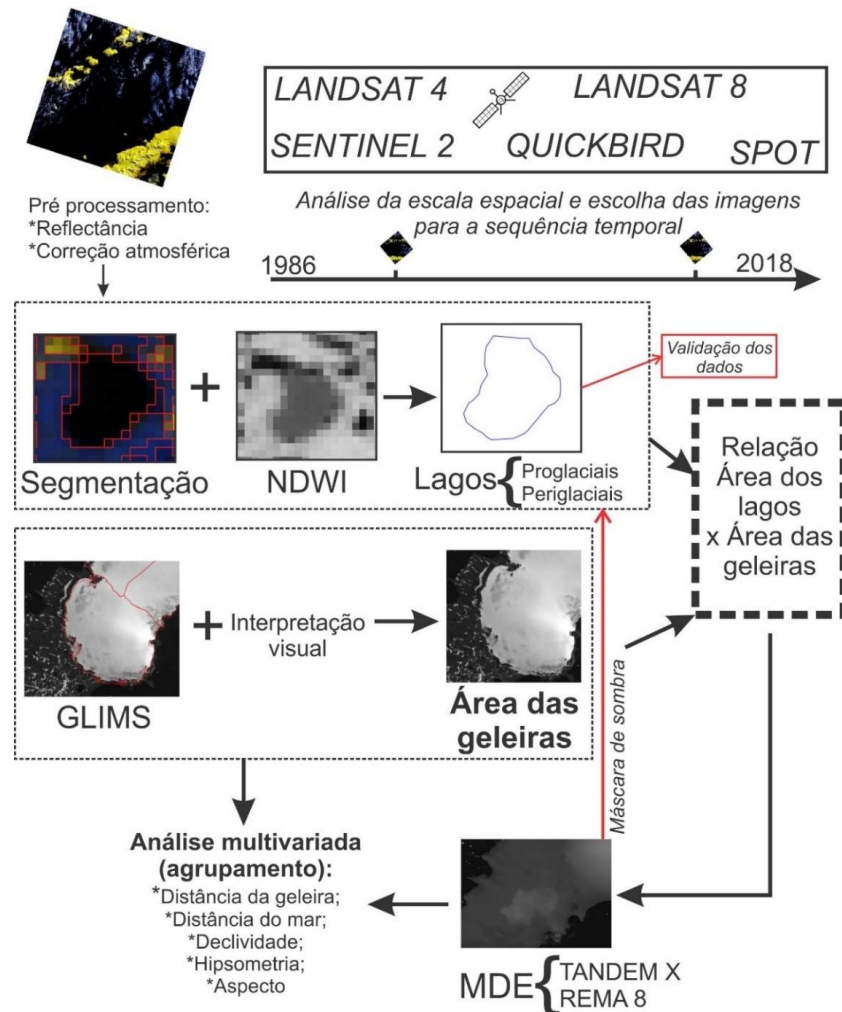 LANDSAT 4
LANDSAT 8
SENTINEL 2
QUICKBIRD
SPOT
Pré processamento:
*Reflectância
*Correção atmosférica
Análise da escala espacial e escolha das imagens
para a sequência temporal
1986
2018
Segmentação
+
NDWI
Lagos { Proglaciais
Periglaciais
Validação dos
dados
Relação
Área dos
lagos
x Área das
geleiras
GLIMS
+
Interpretação
visual
Área das
geleiras
Máscara de sombra
Análise multivariada
(agrupamento):
*Distância da geleira;
*Distância do mar;
*Declividade;
*Hipsometria;
*Aspecto
MDE { TANDEM X
REMA 8